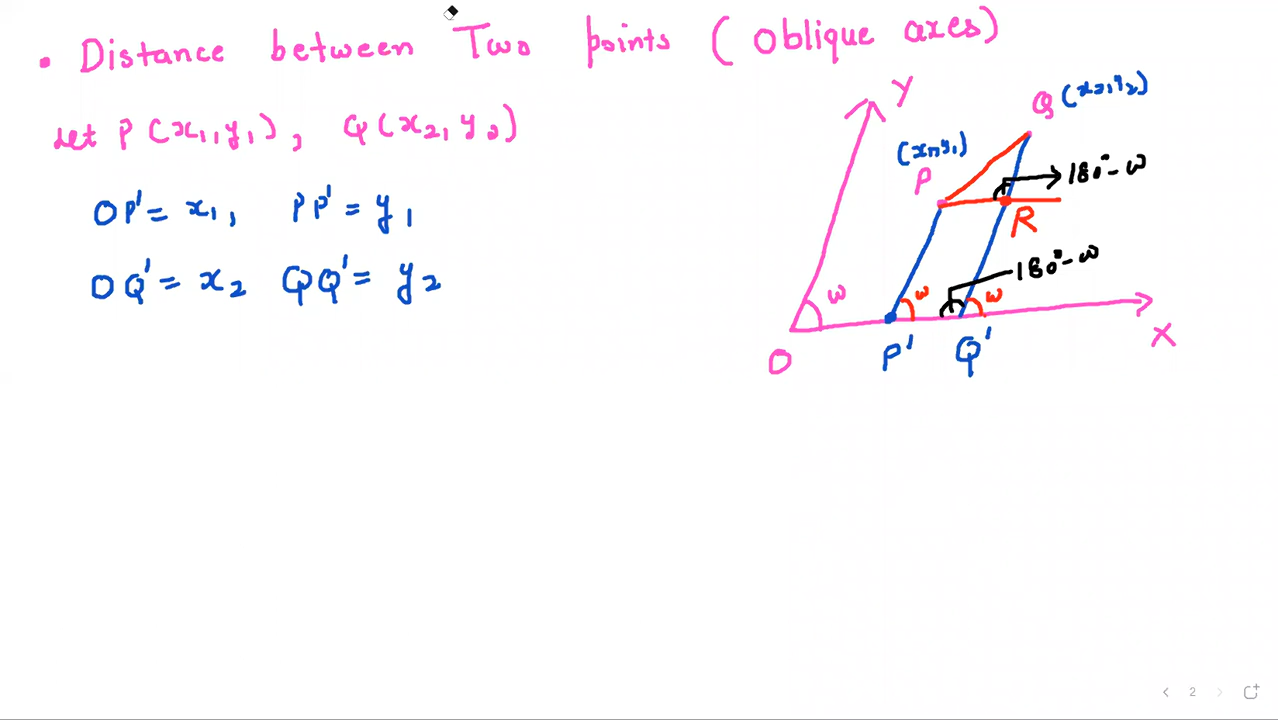 • Distance between Two points (Oblique axes)
Let P(x₁,y₁), Q(x₂,y₂)
OP' = x₁, PP' = y₁
OQ' = x₂ QQ' = y₂
Y
Q (x₂,y₂)
(x₁,y₁)
P
180°-ω
R
180°-ω
ω
ω
ω
O
P'
Q'
X
2